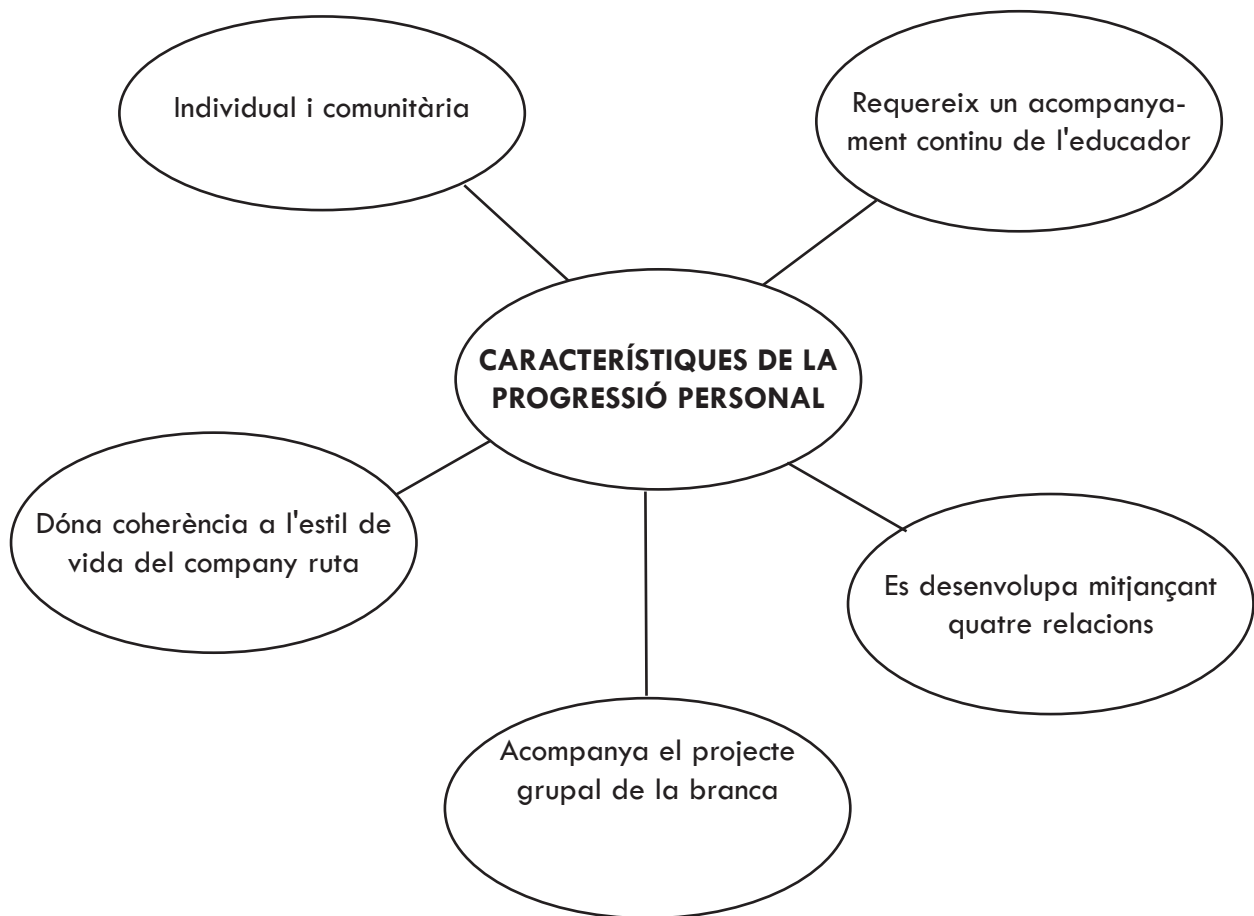 Individual i comunitària
Requereix un acompanya-
ment continu de l'educador
CARACTERÍSTIQUES DE LA
PROGRESSIÓ PERSONAL
Dóna coherència a l'estil de
vida del company ruta
Es desenvolupa mitjançant
quatre relacions
Acompanya el projecte
grupal de la branca